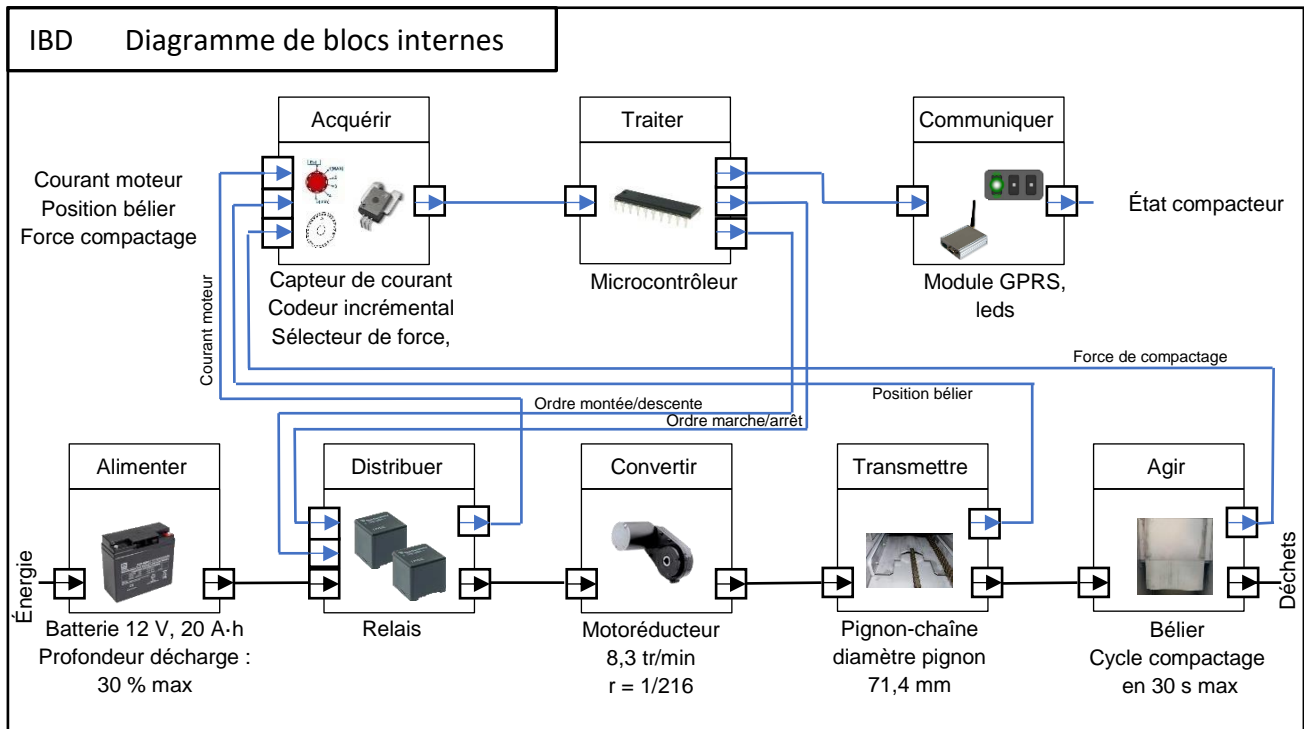 IBD Diagramme de blocs internes
Acquérir
Traiter
Communiquer
Courant moteur
Position bélier
Force compactage
État compacteur
Capteur de courant
Codeur incrémental
Sélecteur de force,
Microcontrôleur
Module GPRS,
leds
Courant moteur
Force de compactage
Position bélier
Ordre montée/descente
Ordre marche/arrêt
Alimenter
Distribuer
Convertir
Transmettre
Agir
Énergie
Déchets
Batterie 12 V, 20 A·h
Profondeur décharge :
30 % max
Relais
Motoréducteur
8,3 tr/min
r = 1/216
Pignon-chaîne
diamètre pignon
71,4 mm
Bélier
Cycle compactage
en 30 s max